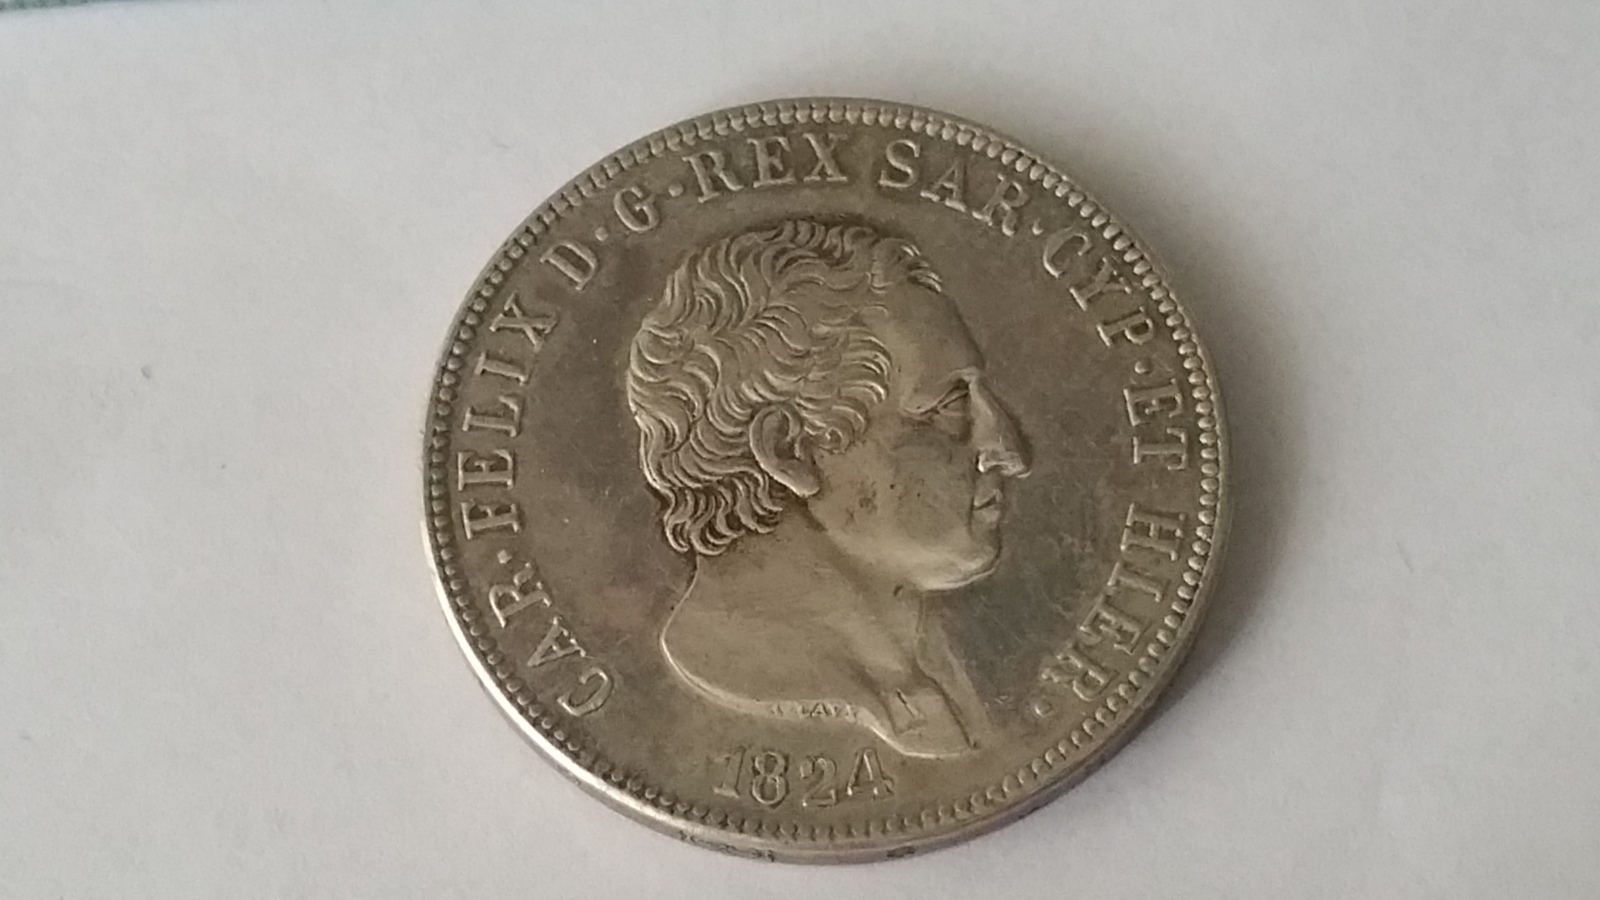 CAR·FELIX D·G·REX SAR·CYP·ET HIER·
1824